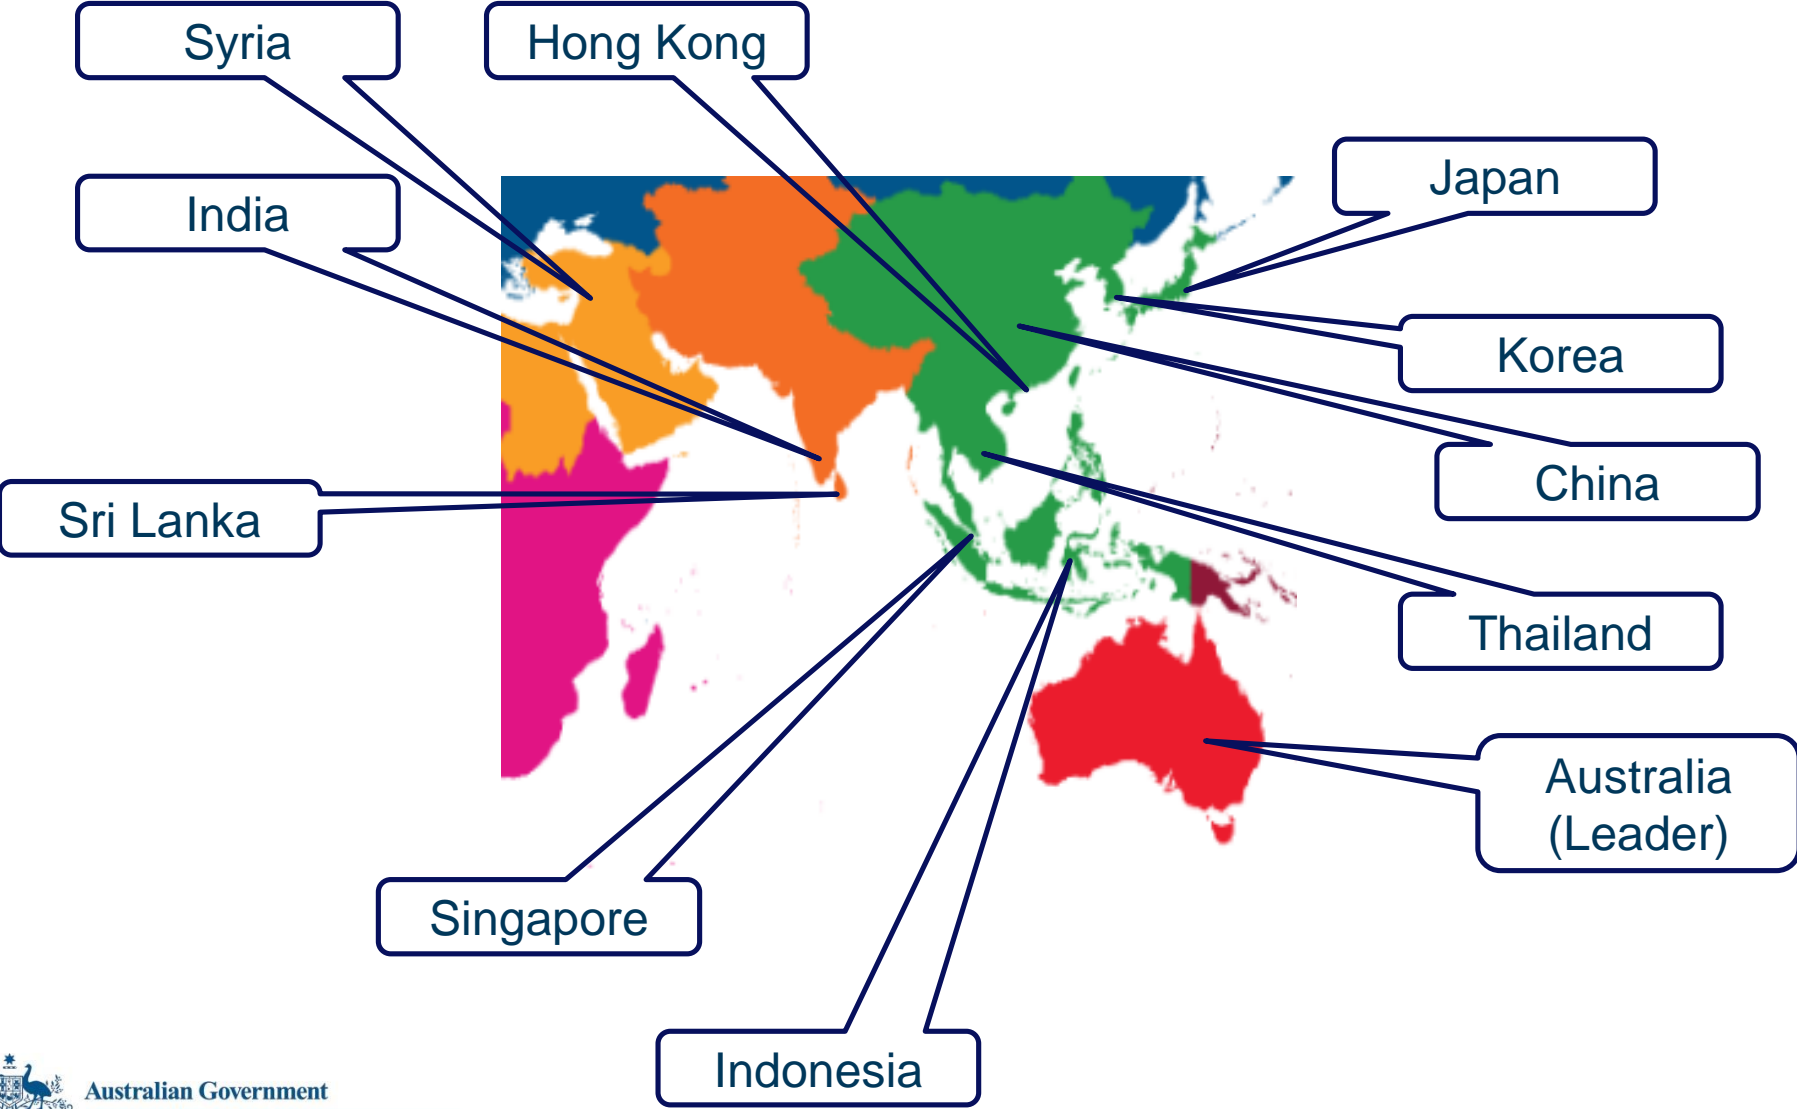 Syria
Hong Kong
Japan
India
Korea
China
Sri Lanka
Thailand
Australia
(Leader)
Singapore
Indonesia
Australian Government